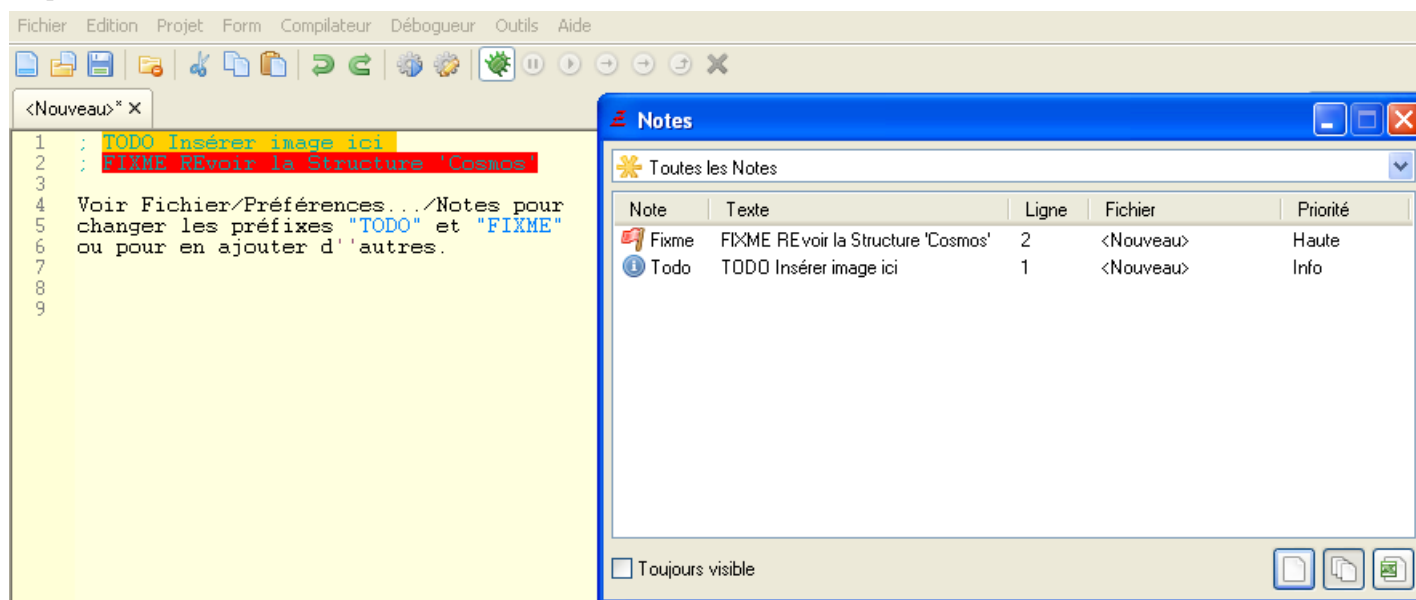 Fichier Edition Projet Form Compilateur Débogueur Outils Aide
<Nouveau>*
1 ; TODO Insérer image ici
2 ; FIXME REvoir la Structure 'Cosmos'
3
4 Voir Fichier/Préférences.../Notes pour
5 changer les préfixes "TODO" et "FIXME"
6 ou pour en ajouter d''autres.
7
8
9
Notes
Toutes les Notes
Note Texte Ligne Fichier Priorité
Fixme FIXME REvoir la Structure 'Cosmos' 2 <Nouveau> Haute
Todo TODO Insérer image ici 1 <Nouveau> Info
Toujours visible